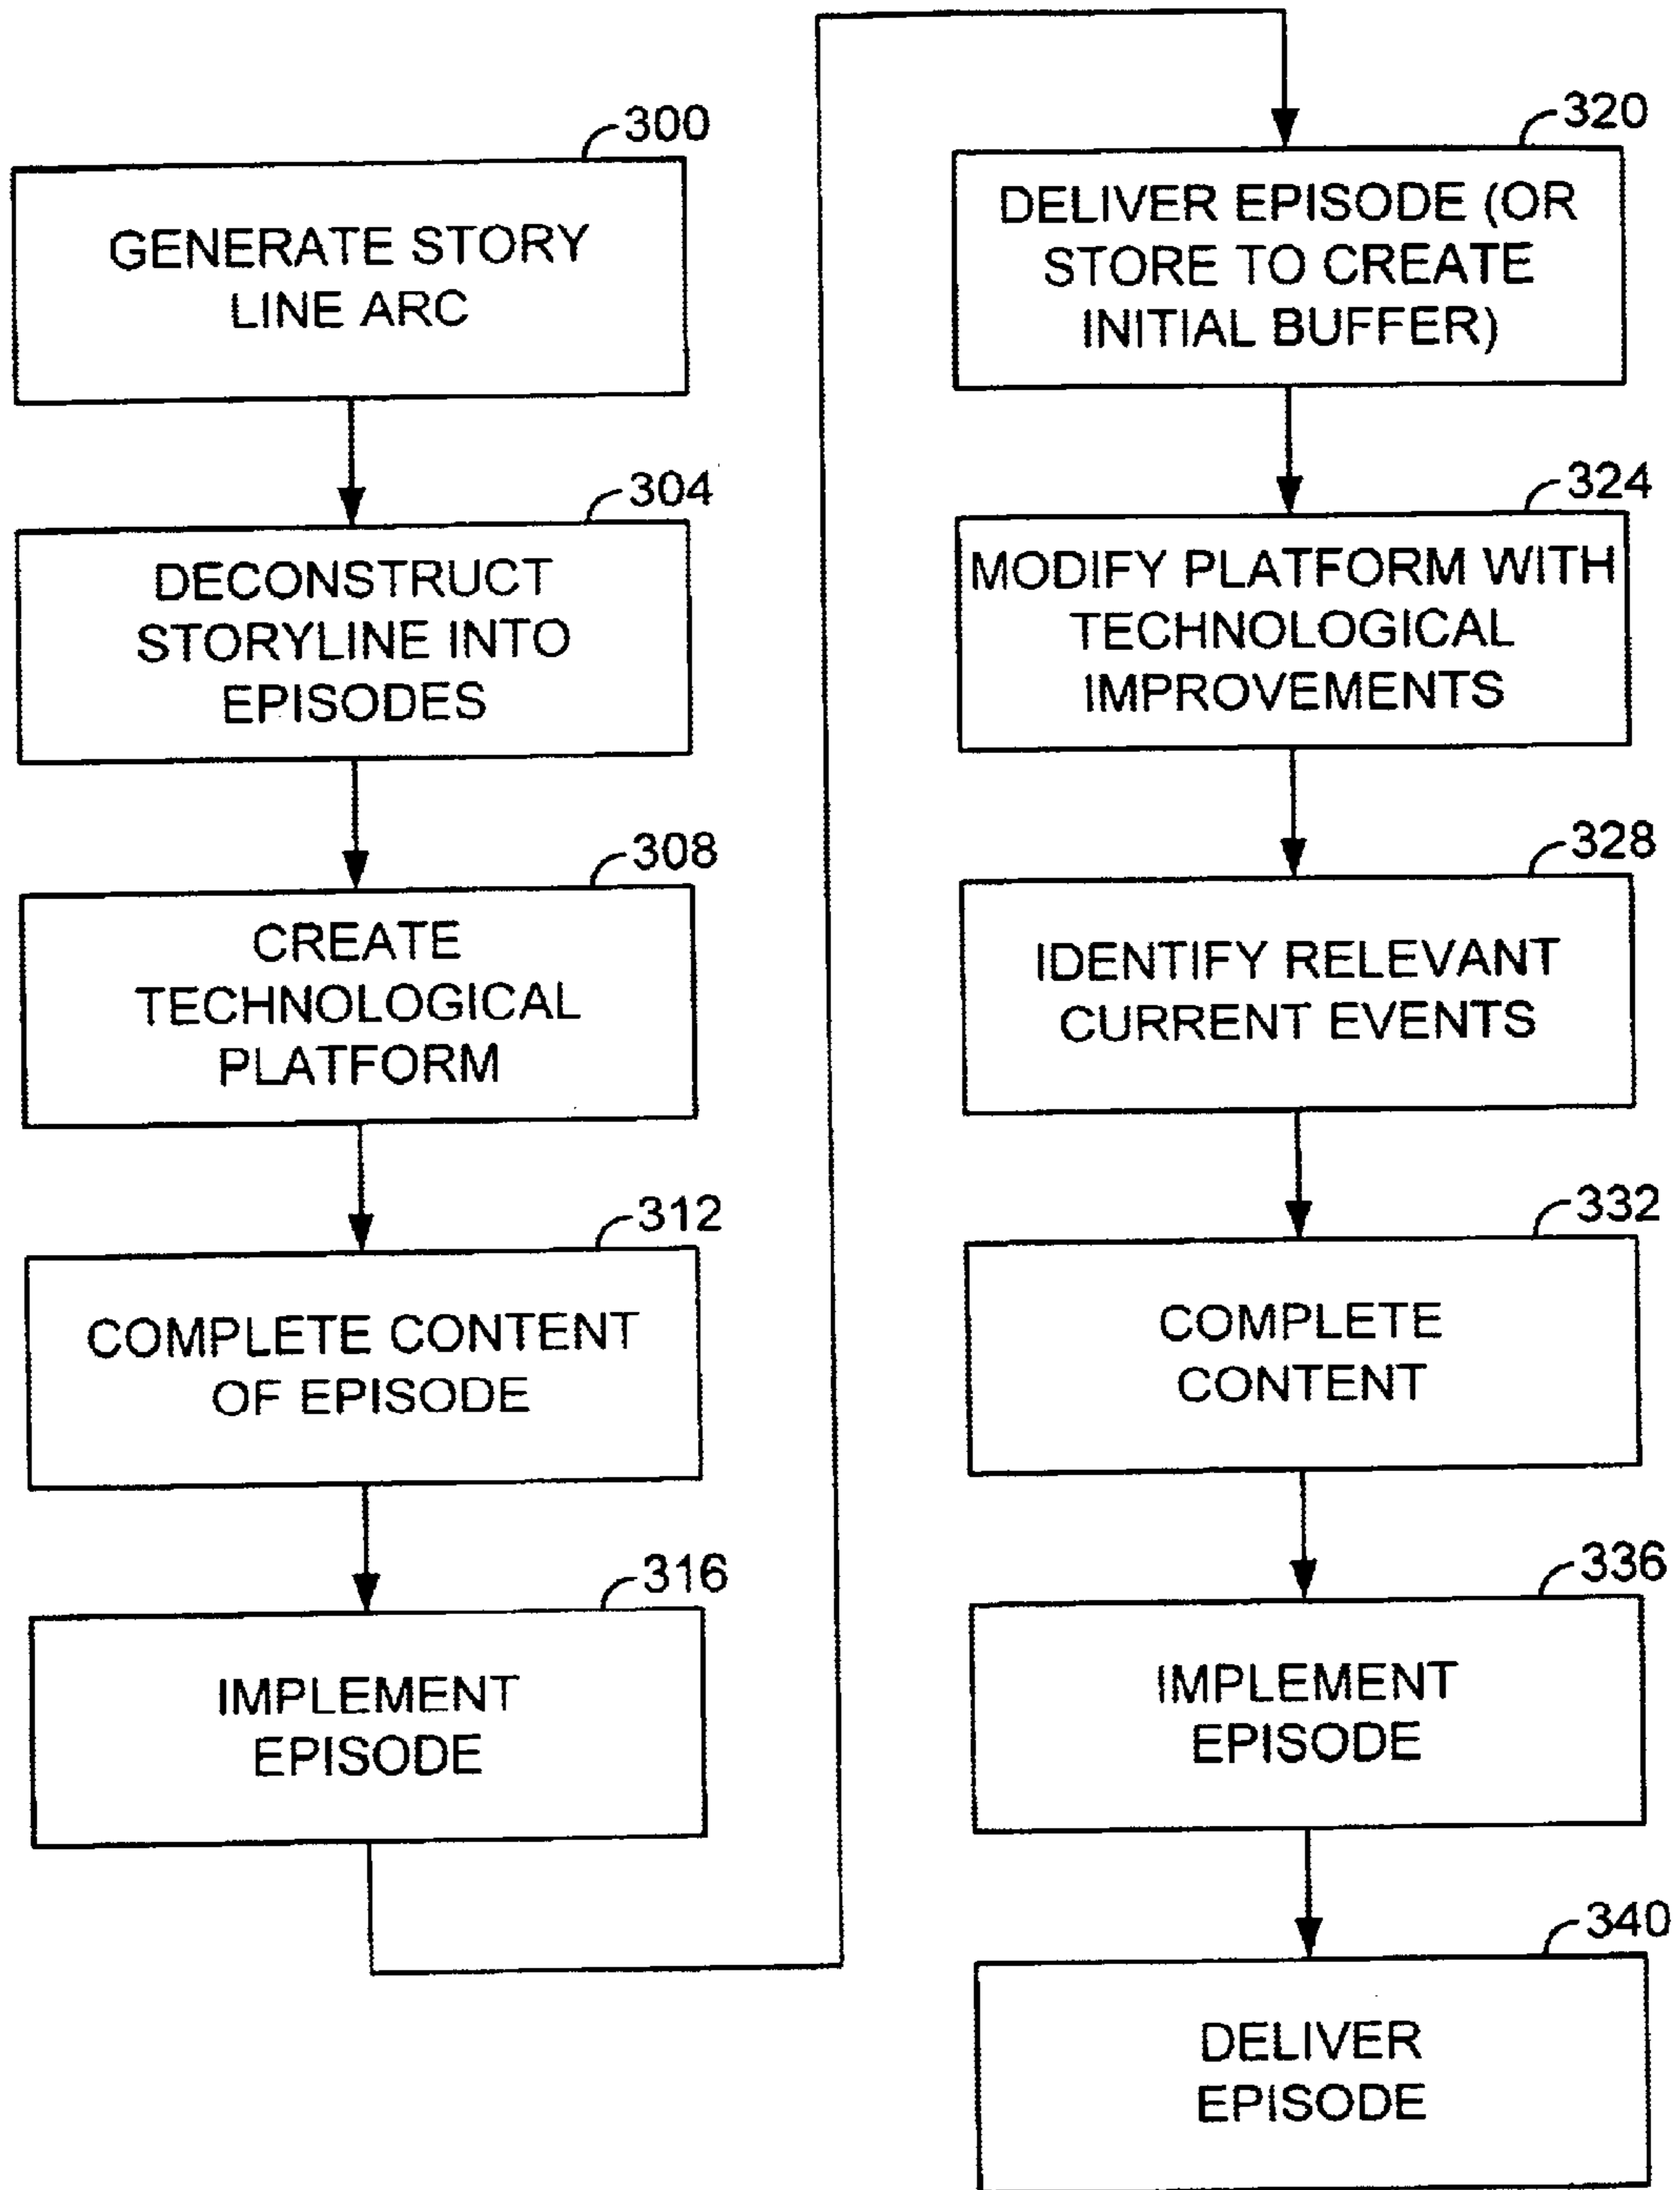 300
GENERATE STORY
LINE ARC
304
DECONSTRUCT
STORYLINE INTO
EPISODES
308
CREATE
TECHNOLOGICAL
PLATFORM
312
COMPLETE CONTENT
OF EPISODE
316
IMPLEMENT
EPISODE
320
DELIVER EPISODE (OR
STORE TO CREATE
INITIAL BUFFER)
324
MODIFY PLATFORM WITH
TECHNOLOGICAL
IMPROVEMENTS
328
IDENTIFY RELEVANT
CURRENT EVENTS
332
COMPLETE
CONTENT
336
IMPLEMENT
EPISODE
340
DELIVER
EPISODE